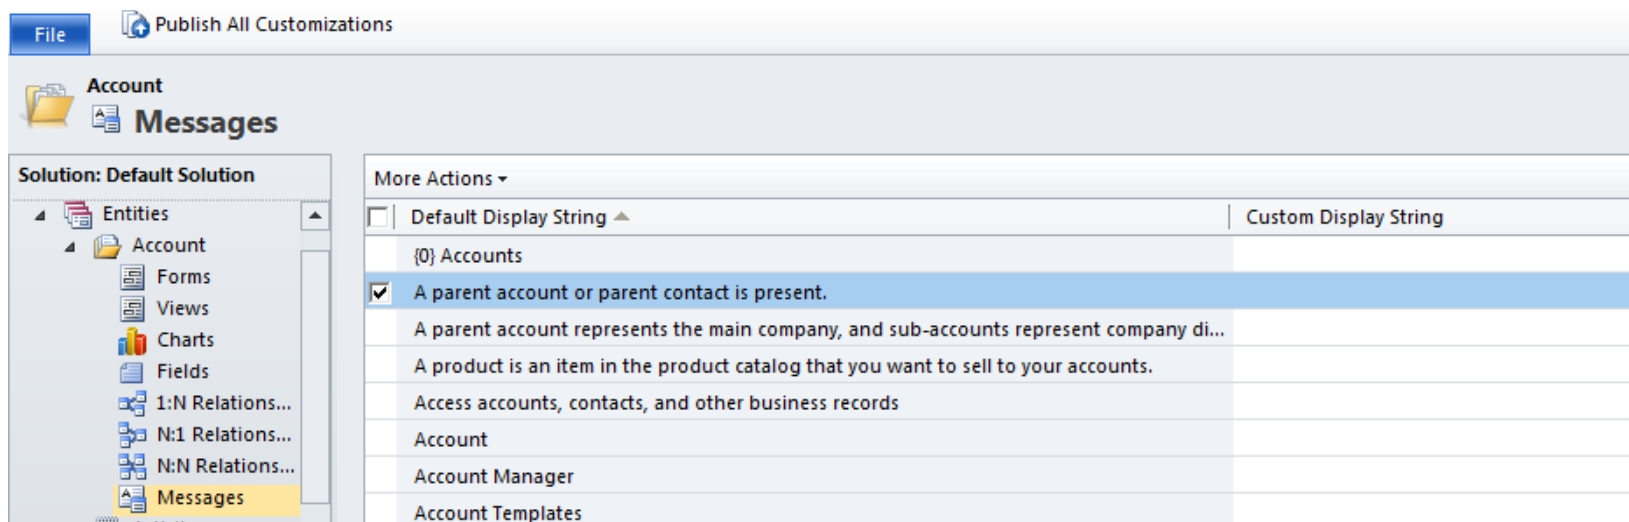 File
Publish All Customizations
Account
Messages
Solution: Default Solution
Entities
Account
Forms
Views
Charts
Fields
1:N Relations...
N:1 Relations...
N:N Relations...
Messages
More Actions
Default Display String
Custom Display String
{0} Accounts
A parent account or parent contact is present.
A parent account represents the main company, and sub-accounts represent company di...
A product is an item in the product catalog that you want to sell to your accounts.
Access accounts, contacts, and other business records
Account
Account Manager
Account Templates